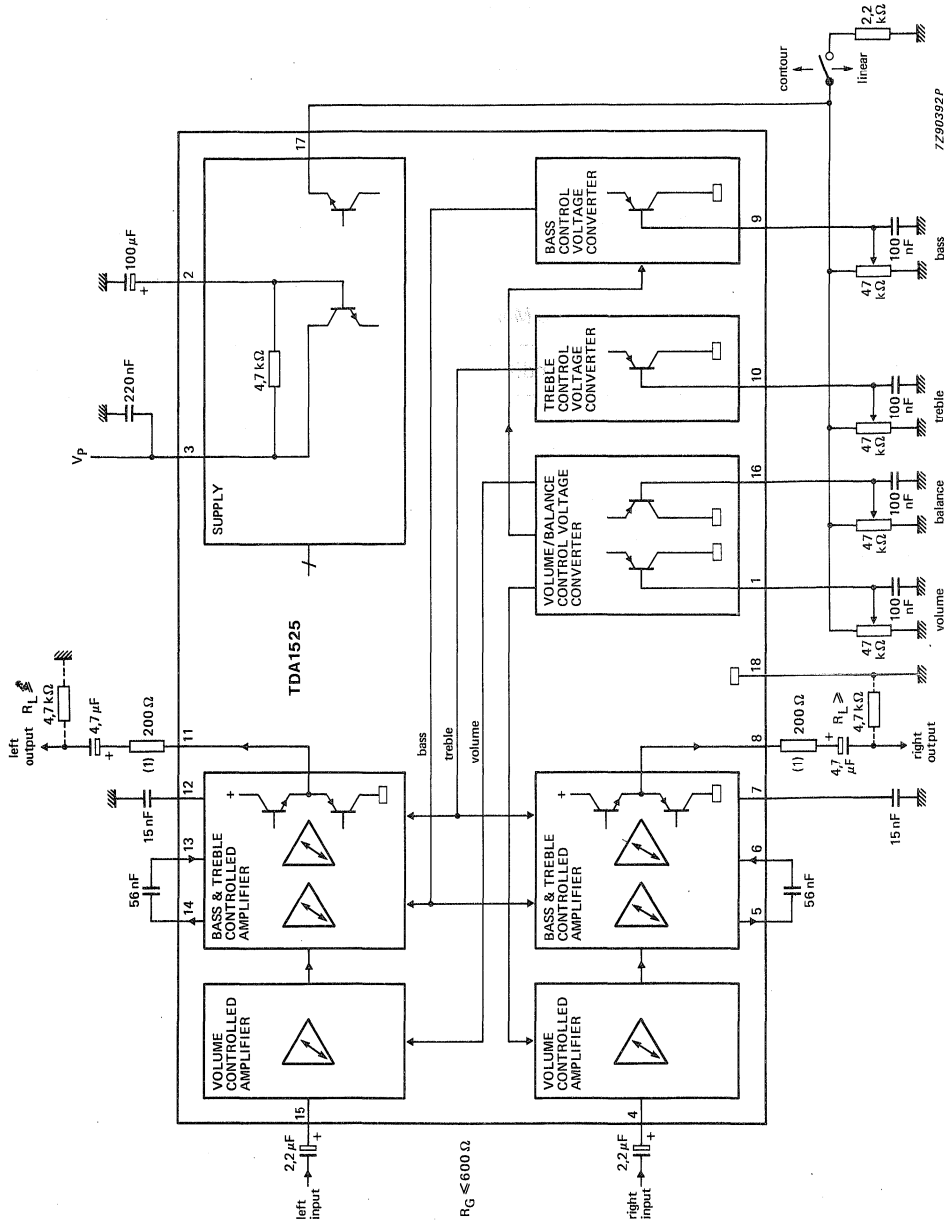 left
input
2,2 µF
+
15
VOLUME
CONTROLLED
AMPLIFIER
BASS & TREBLE
CONTROLLED
AMPLIFIER
+
14
13
12
11
56 nF
15 nF
(1)
200 Ω
+
4,7 µF
left
output
R_L ≥
4,7 kΩ
TDA1525
SUPPLY
4,7 kΩ
3
2
17
V_P
220 nF
100 µF
+
R_G ≤ 600 Ω
bass
treble
volume
right
input
2,2 µF
+
4
VOLUME
CONTROLLED
AMPLIFIER
BASS & TREBLE
CONTROLLED
AMPLIFIER
+
5
6
7
8
56 nF
15 nF
(1)
200 Ω
4,7
µF
+
R_L ≥
4,7 kΩ
right
output
18
VOLUME/BALANCE
CONTROL VOLTAGE
CONVERTER
TREBLE
CONTROL
VOLTAGE
CONVERTER
BASS
CONTROL
VOLTAGE
CONVERTER
1
16
10
9
47
kΩ
100
nF
volume
47
kΩ
100
nF
balance
47
kΩ
100
nF
treble
47
kΩ
100
nF
bass
contour
linear
2,2
kΩ
7Z90392P